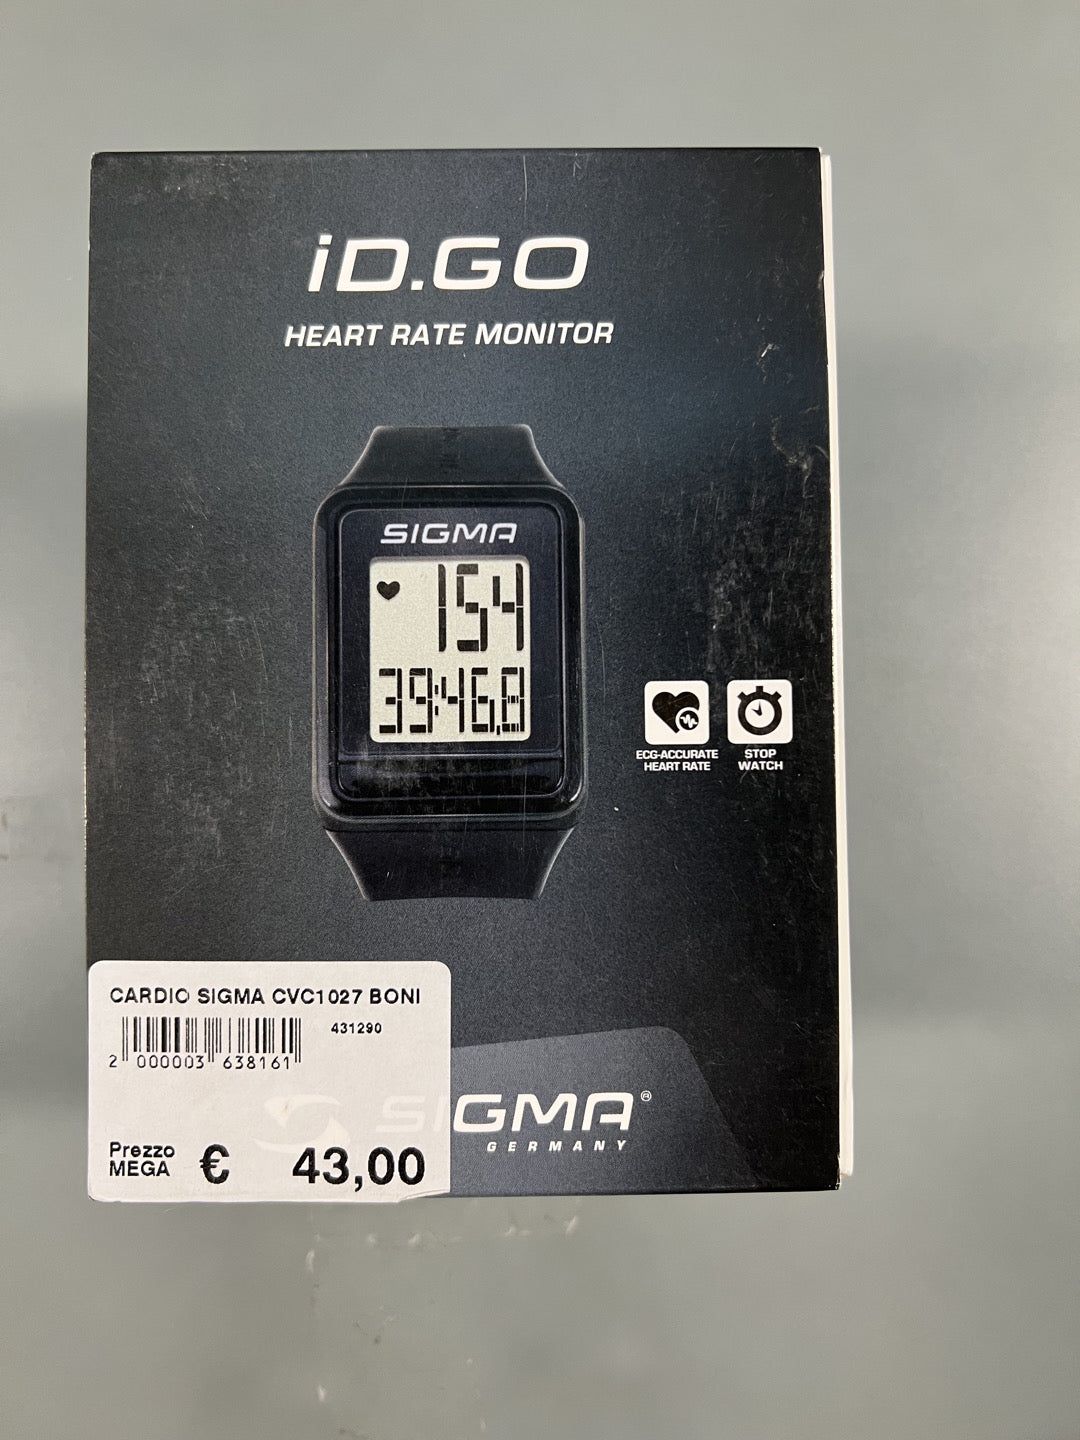 iD.GO
HEART RATE MONITOR
SIGMA
154
39:46,8
ECG-ACCURATE
HEART RATE
STOP
WATCH
CARDIO SIGMA CVC1027 BONI
431290
2 000003 638161
Prezzo
MEGA € 43,00
SIGMA®
GERMANY